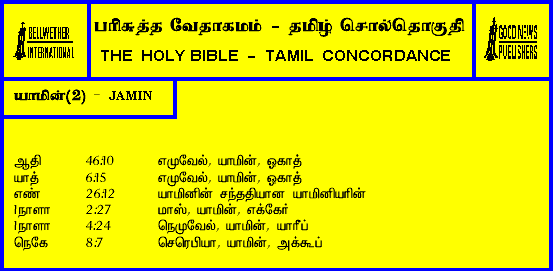 BELLWETHER
INTERNATIONAL
பரிசுத்த வேதாகமம் - தமிழ் சொல்தொகுதி
THE HOLY BIBLE - TAMIL CONCORDANCE
GOOD NEWS
PUBLISHERS
யாமின்(2) - JAMIN
ஆதி 46:10 எமுவேல், யாமின், ஓகாத்
யாத் 6:15 எமுவேல், யாமின், ஓகாத்
எண் 26:12 யாமினின் சந்ததியான யாமினியரின்
1நாளா 2:27 மாஸ், யாமின், எக்கேர்
1நாளா 4:24 நெமுவேல், யாமின், யாரீப்
நெகே 8:7 செரெபியா, யாமின், அக்கூப்